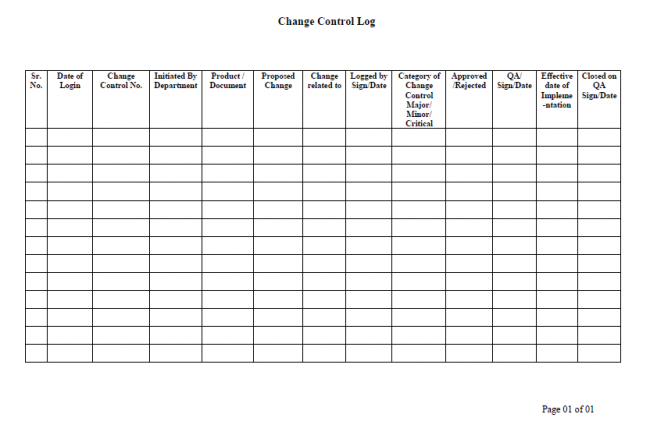 Change Control Log
Sr. No.
Date of Login
Change Control No.
Initiated By Department
Product / Document
Proposed Change
Change related to
Logged by Sign/Date
Category of Change Control Major/ Minor/ Critical
Approved /Rejected
QA/ Sign/Date
Effective date of Impleme -ntation
Closed on QA Sign/Date
Page 01 of 01